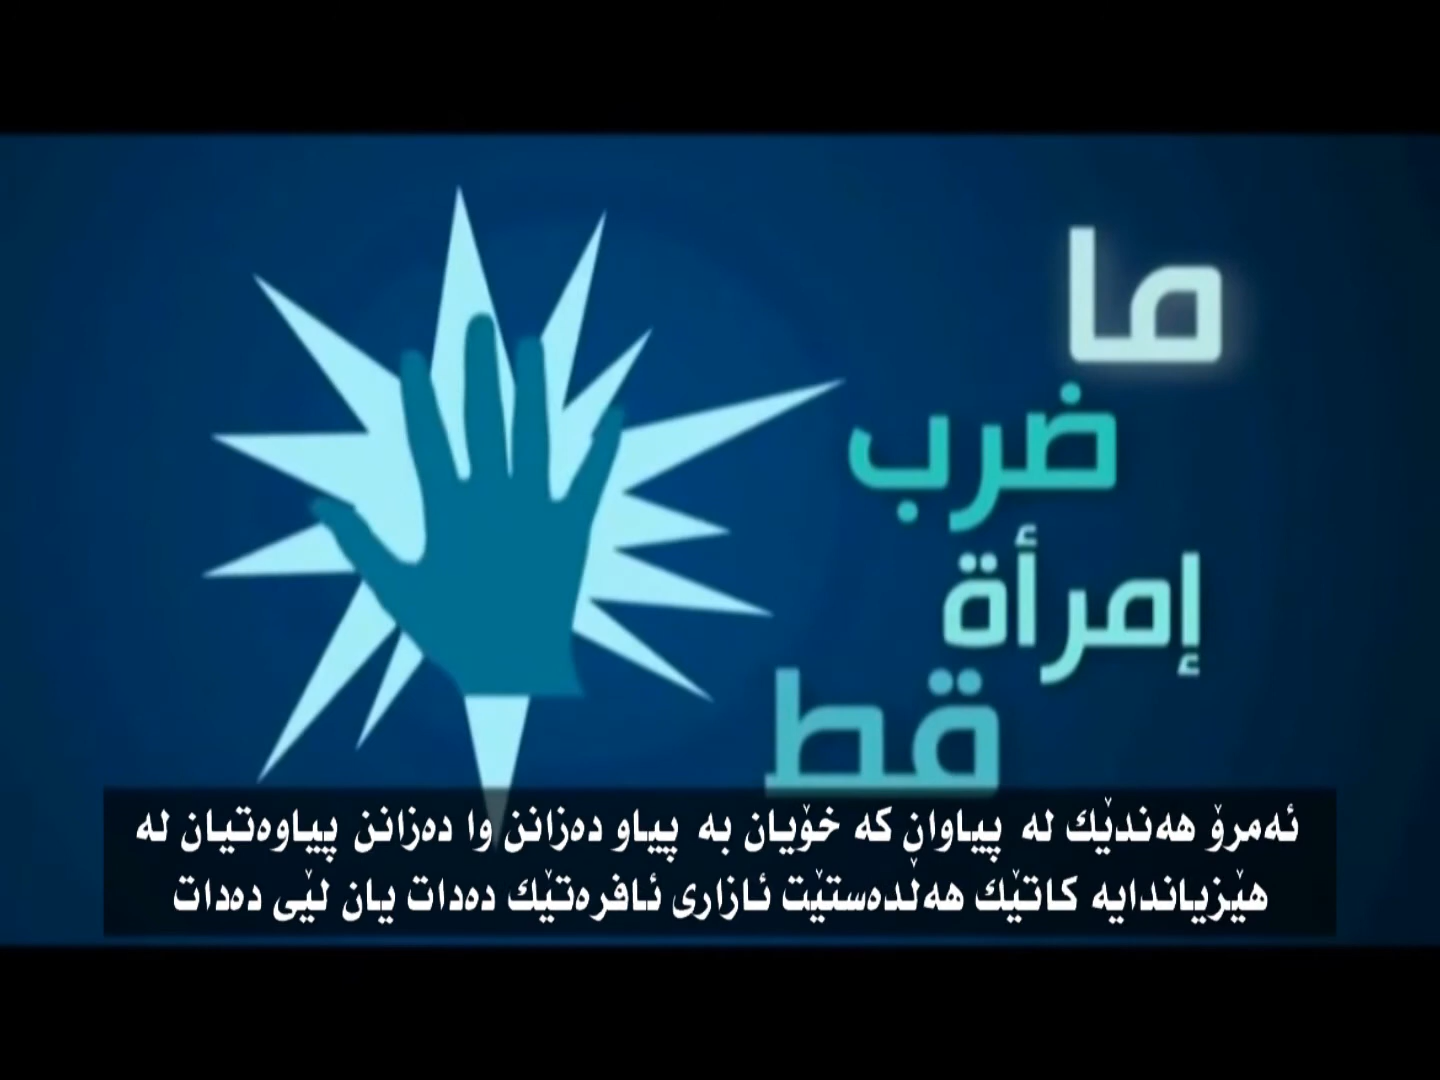 ما
ضرب
إمرأة
قط
ئەمرۆ هەندێك لە پیاوان كە خۆیان بە پیاو دەزانن وا دەزانن پیاوەتیان لە
هێزیاندایە كاتێك هەڵدەستێت ئازاری ئافرەتێك دەدات یان لێی دەدات